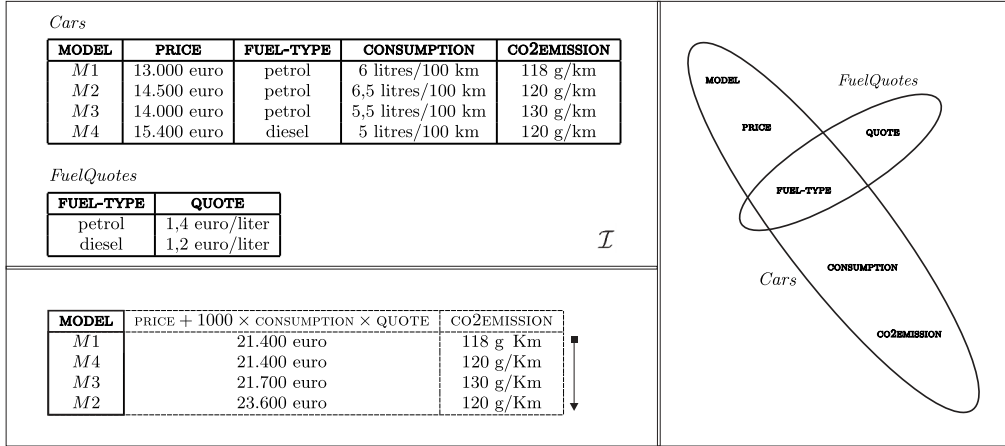 Cars
MODEL PRICE FUEL-TYPE CONSUMPTION CO2EMISSION
M1 13.000 euro petrol 6 litres/100 km 118 g/km
M2 14.500 euro petrol 6,5 litres/100 km 120 g/km
M3 14.000 euro petrol 5,5 litres/100 km 130 g/km
M4 15.400 euro diesel 5 litres/100 km 120 g/km
FuelQuotes
FUEL-TYPE QUOTE
petrol 1,4 euro/liter
diesel 1,2 euro/liter
I
MODEL PRICE + 1000 × CONSUMPTION × QUOTE CO2EMISSION
M1 21.400 euro 118 g Km
M4 21.400 euro 120 g/Km
M3 21.700 euro 130 g/Km
M2 23.600 euro 120 g/Km
MODEL
FuelQuotes
PRICE
QUOTE
FUEL-TYPE
CONSUMPTION
Cars
CO2EMISSION